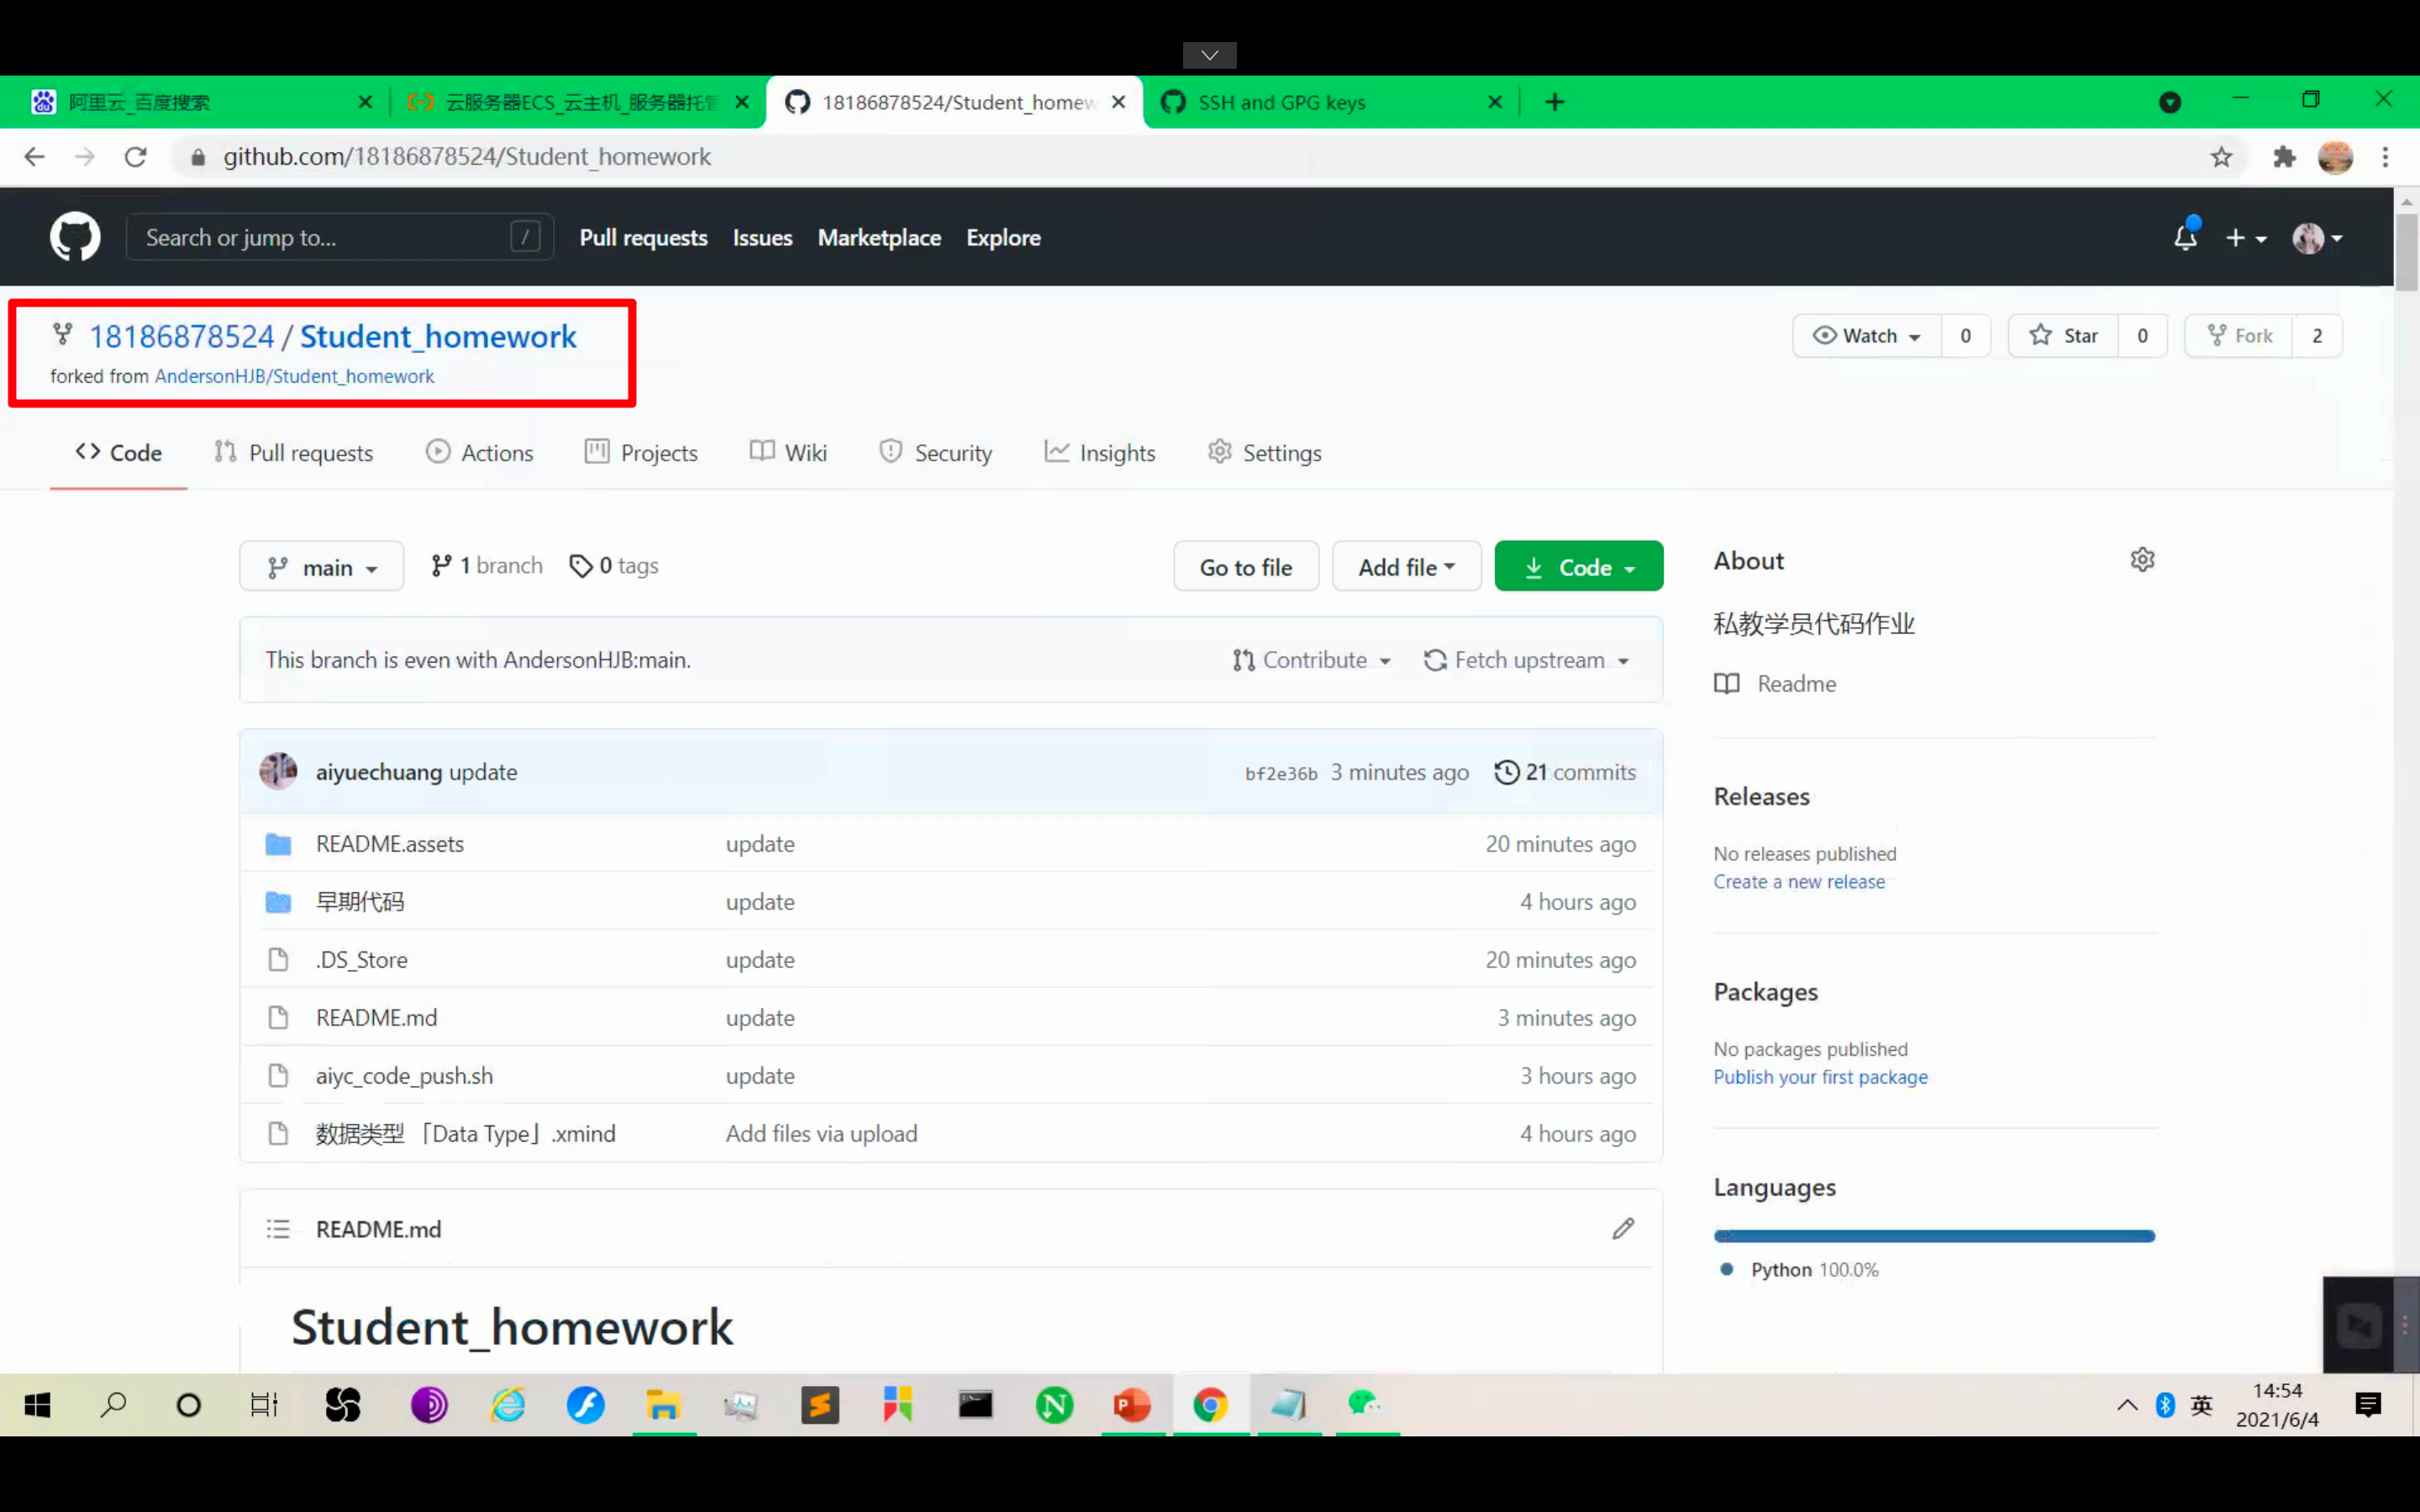 阿里云_百度搜索
云服务器ECS_云主机_服务器托管
18186878524/Student_homew
SSH and GPG keys
github.com/18186878524/Student_homework
Search or jump to...
/
Pull requests
Issues
Marketplace
Explore
18186878524 / Student_homework
forked from AndersonHJB/Student_homework
Watch
0
Star
0
Fork
2
Code
Pull requests
Actions
Projects
Wiki
Security
Insights
Settings
main
1 branch
0 tags
Go to file
Add file
Code
About
私教学员代码作业
Readme
This branch is even with AndersonHJB:main.
Contribute
Fetch upstream
aiyuechuang update
bf2e36b 3 minutes ago
21 commits
README.assets
update
20 minutes ago
早期代码
update
4 hours ago
.DS_Store
update
20 minutes ago
README.md
update
3 minutes ago
aiyc_code_push.sh
update
3 hours ago
数据类型 「Data Type」.xmind
Add files via upload
4 hours ago
Releases
No releases published
Create a new release
Packages
No packages published
Publish your first package
Languages
Python 100.0%
README.md
Student_homework
英
14:54
2021/6/4